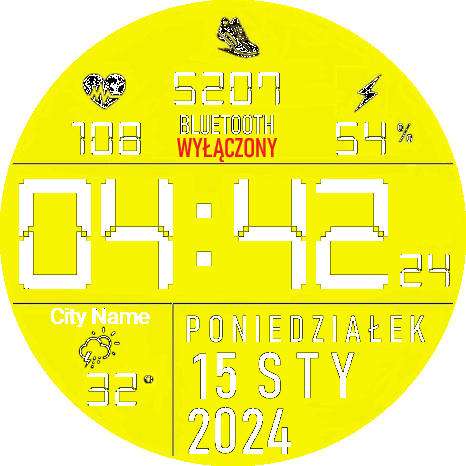 5207
108
BLUETOOTH
WYŁĄCZONY
54 %
04:42 24
City Name
32°
PONIEDZIAŁEK
15 STY
2024